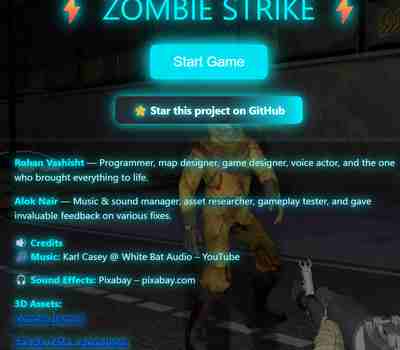 ZOMBIE STRIKE
Start Game
Star this project on GitHub
Rohan Vashisht — Programmer, map designer, game designer, voice actor, and the one
who brought everything to life.
Alok Nair — Music & sound manager, asset researcher, gameplay tester, and gave
invaluable feedback on various fixes.
Credits
Music: Karl Casey @ White Bat Audio – YouTube
Sound Effects: Pixabay – pixabay.com
3D Assets: